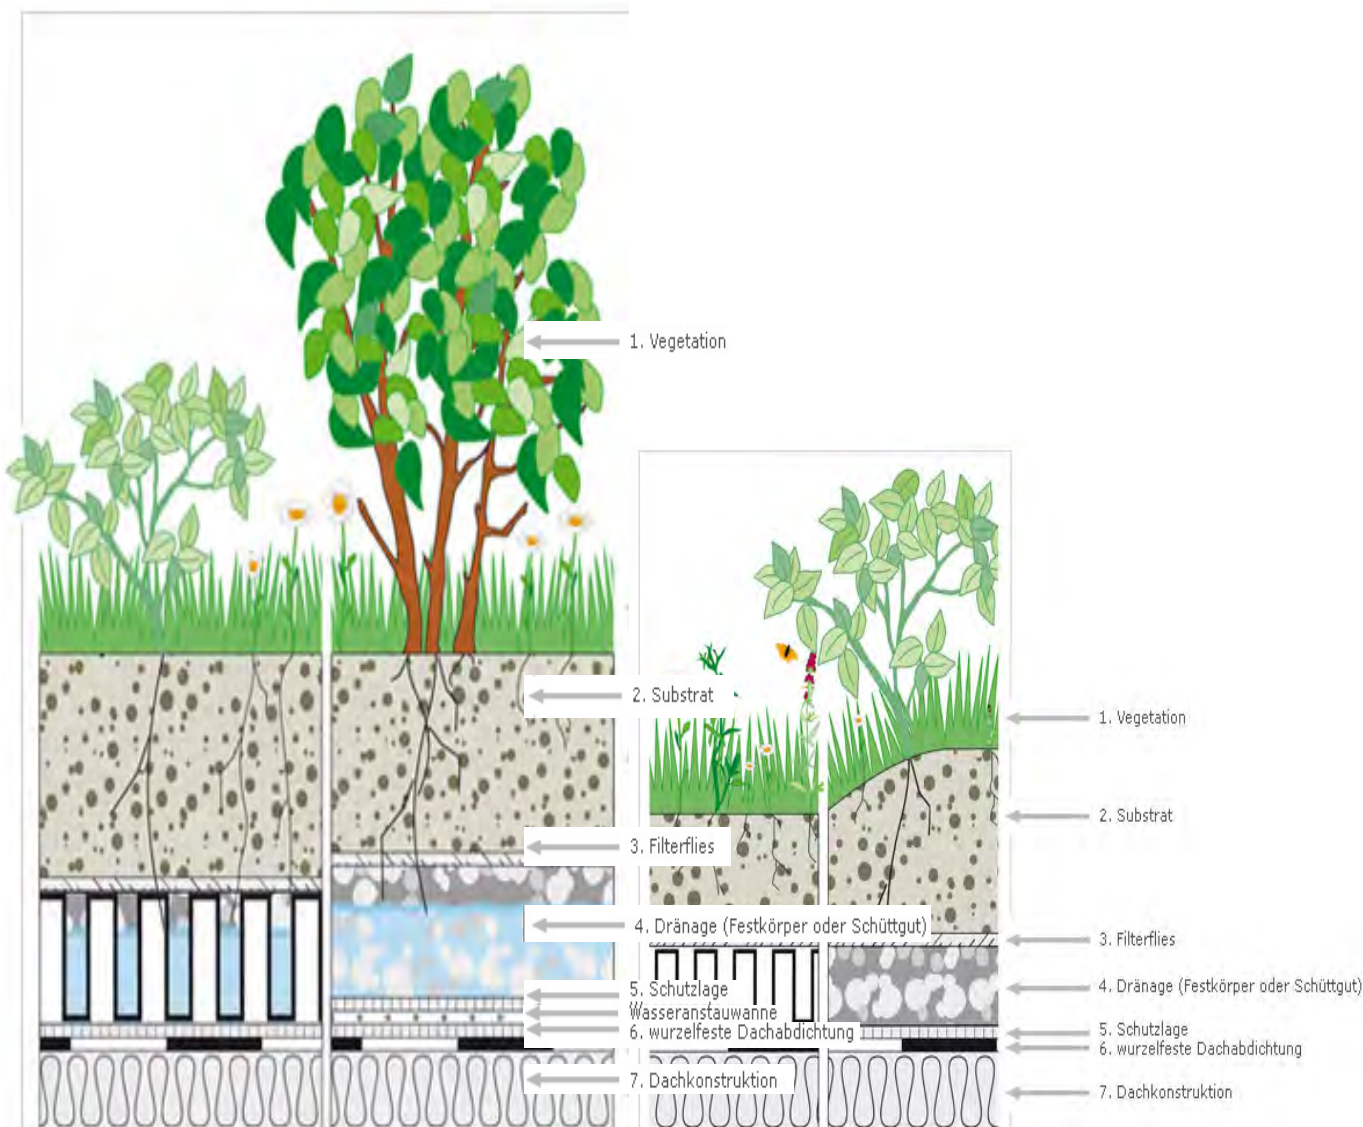 1. Vegetation
2. Substrat
3. Filterflies
4. Dränage (Festkörper oder Schüttgut)
5. Schutzlage
Wasseranstauwanne
6. wurzelfeste Dachabdichtung
7. Dachkonstruktion
1. Vegetation
2. Substrat
3. Filterflies
4. Dränage (Festkörper oder Schüttgut)
5. Schutzlage
6. wurzelfeste Dachabdichtung
7. Dachkonstruktion